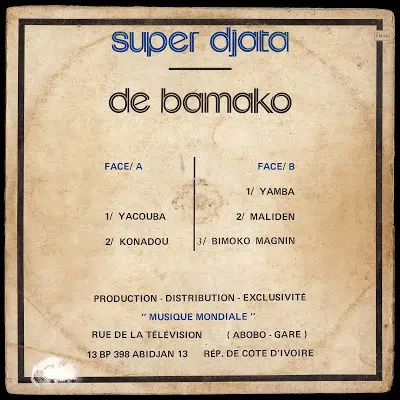 super djata
de bamako
FACE/ A
1/ YACOUBA
2/ KONADOU
FACE/ B
1/ YAMBA
2/ MALIDEN
3/ BIMOKO MAGNIN
PRODUCTION - DISTRIBUTION - EXCLUSIVITÉ
" MUSIQUE MONDIALE "
RUE DE LA TÉLÉVISION ( ABOBO - GARE )
13 BP 398 ABIDJAN 13 RÉP. DE COTE D'IVOIRE